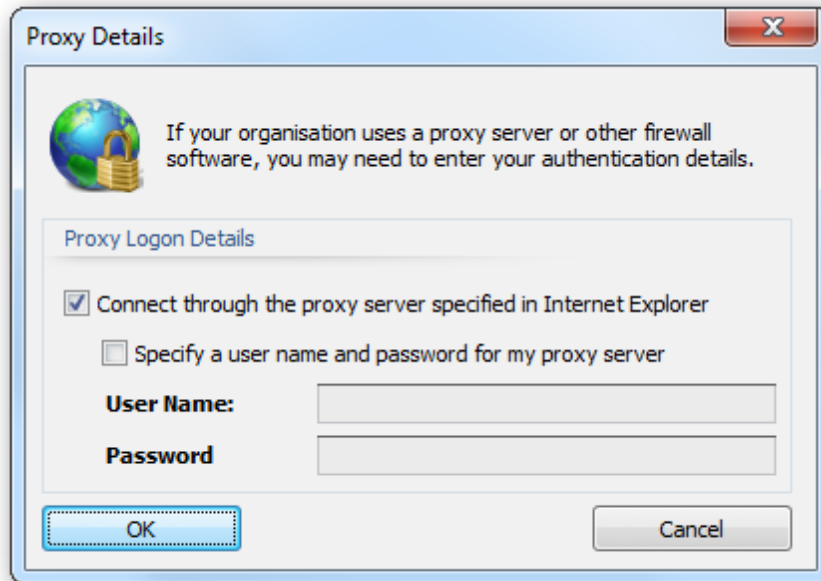 Proxy Details
If your organisation uses a proxy server or other firewall
software, you may need to enter your authentication details.
Proxy Logon Details
Connect through the proxy server specified in Internet Explorer
Specify a user name and password for my proxy server
User Name:
Password
OK
Cancel